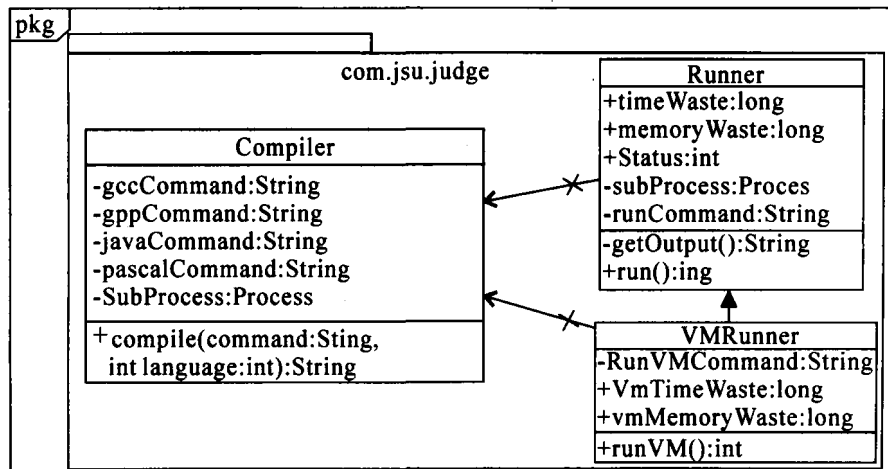 pkg
com.jsu.judge
Compiler
-gccCommand:String
-gppCommand:String
-javaCommand:String
-pascalCommand:String
-SubProcess:Process
+compile(command:Sting,
int language:int):String
Runner
+timeWaste:long
+memoryWaste:long
+Status:int
-subProcess:Proces
-runCommand:String
-getOutput():String
+run():ing
VMRunner
-RunVMCommand:String
+VmTimeWaste:long
+vmMemoryWaste:long
+runVM():int